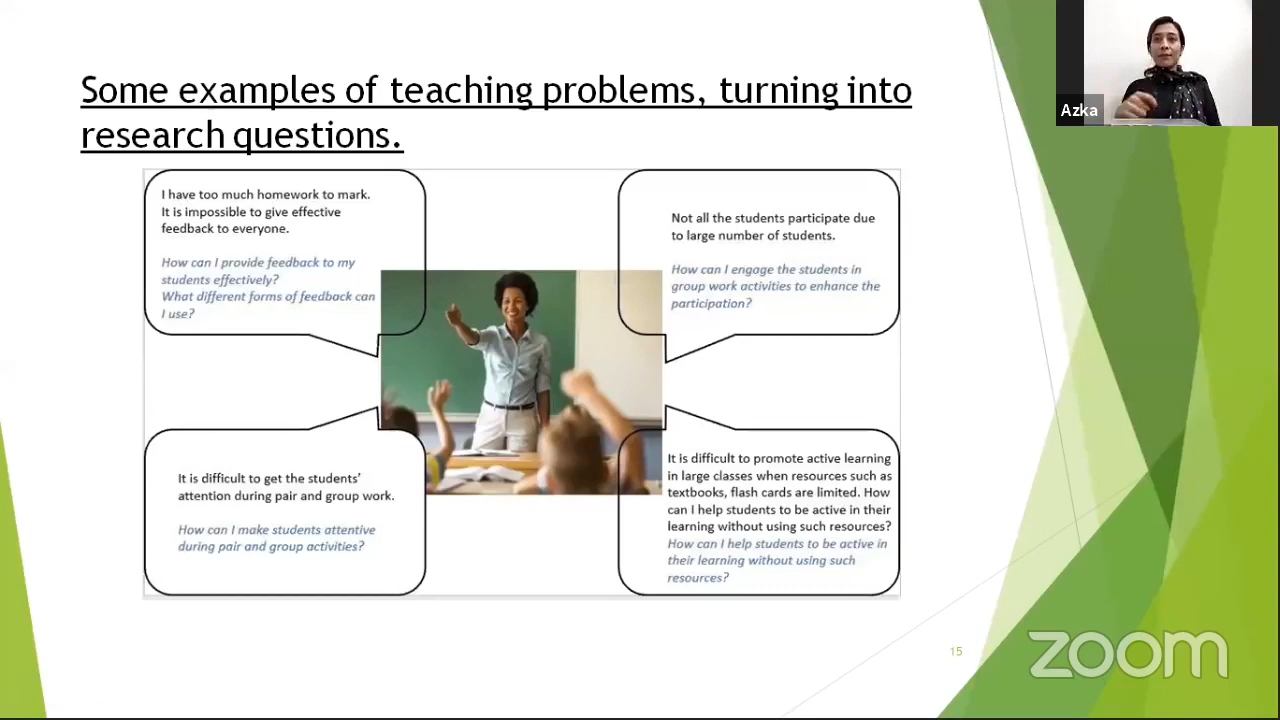 Some examples of teaching problems, turning into
research questions.
I have too much homework to mark.
It is impossible to give effective
feedback to everyone.
How can I provide feedback to my
students effectively?
What different forms of feedback can
I use?
Not all the students participate due
to large number of students.
How can I engage the students in
group work activities to enhance the
participation?
It is difficult to get the students'
attention during pair and group work.
How can I make students attentive
during pair and group activities?
It is difficult to promote active learning
in large classes when resources such as
textbooks, flash cards are limited. How
can I help students to be active in their
learning without using such resources?
How can I help students to be active in
their learning without using such
resources?
Azka
15
zoom